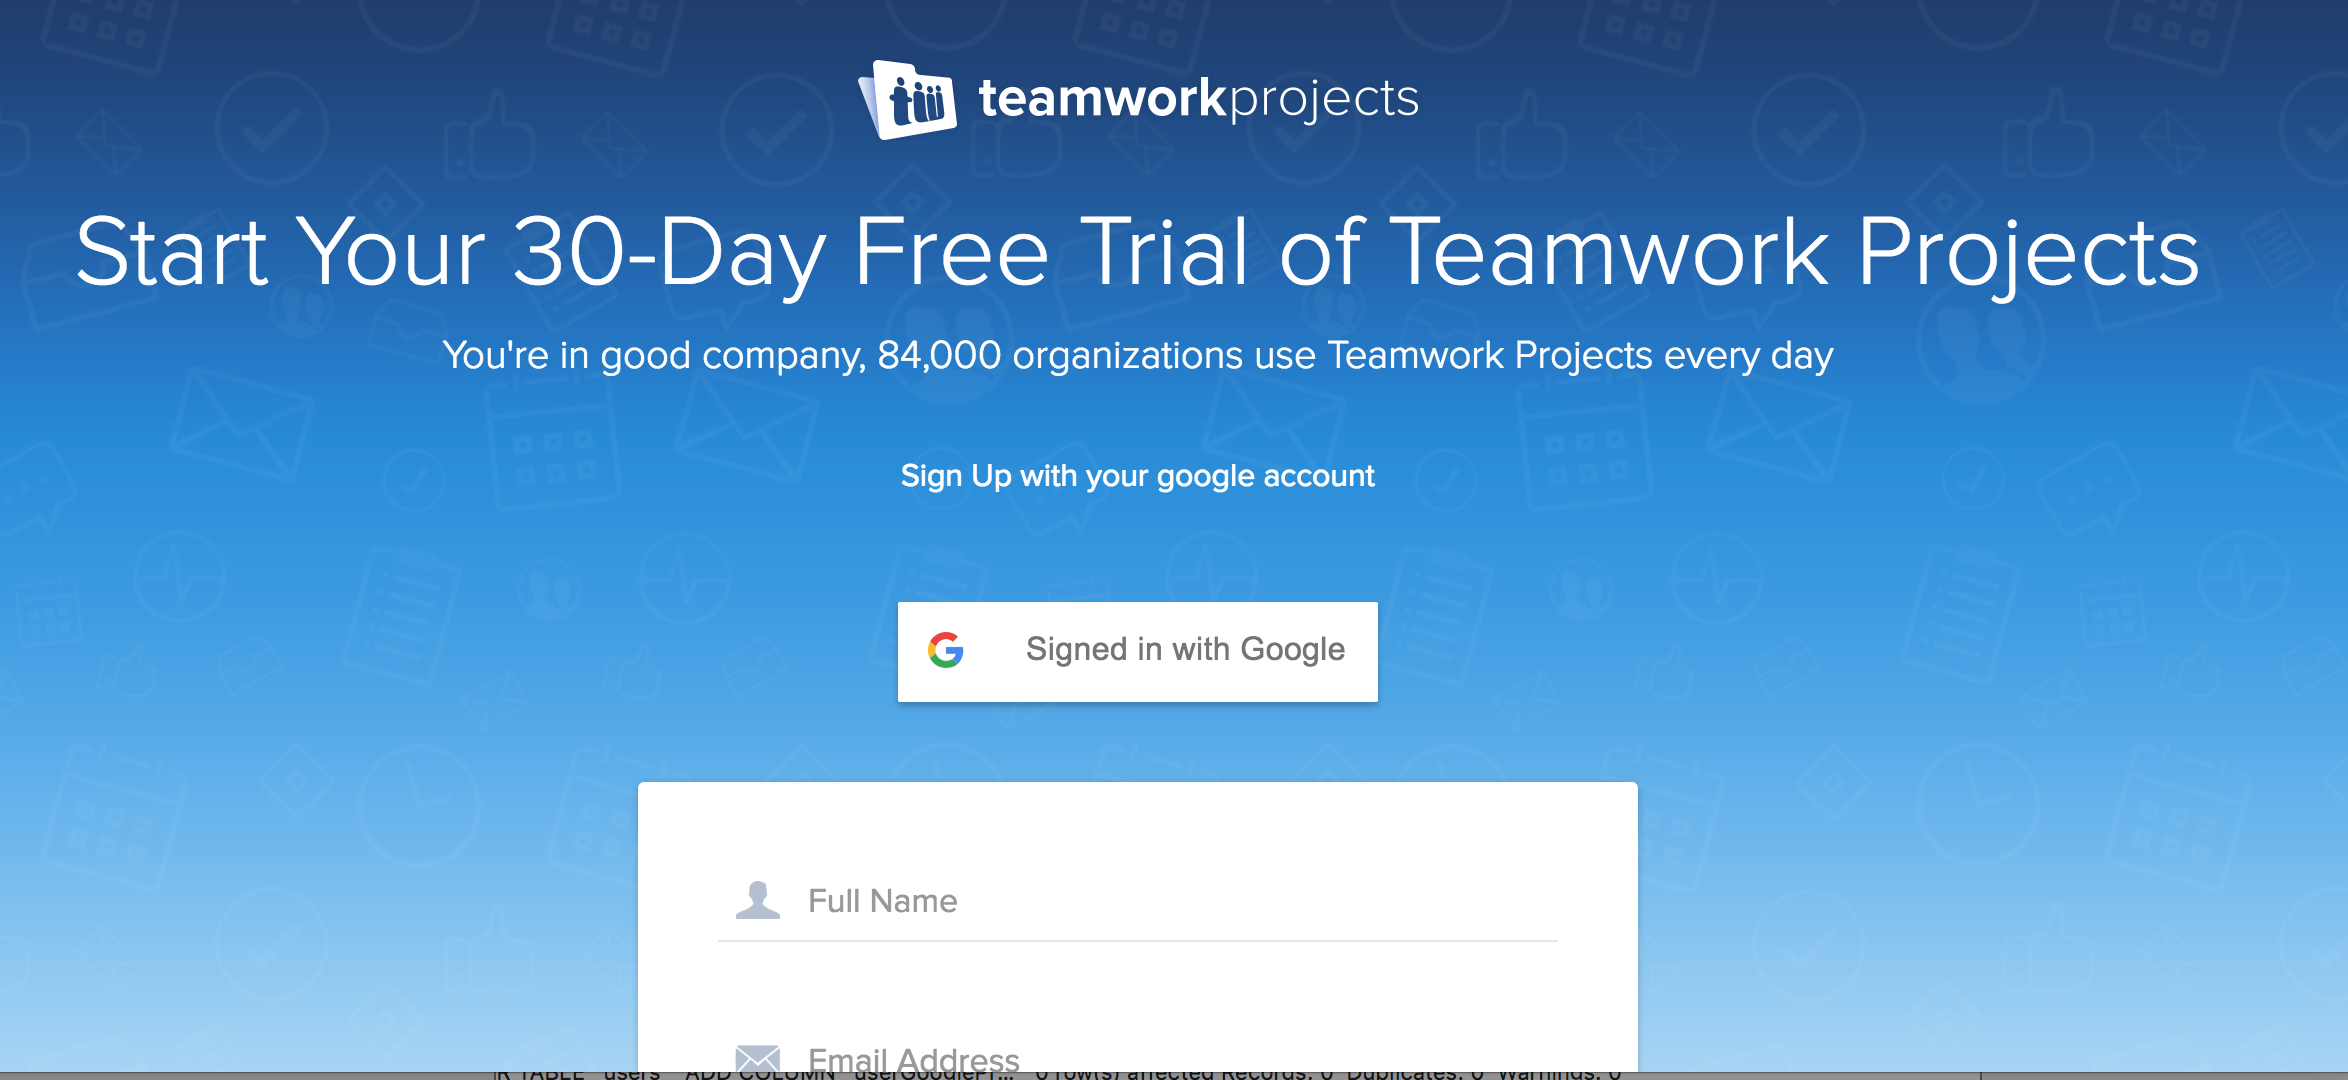 teamworkprojects
Start Your 30-Day Free Trial of Teamwork Projects
You're in good company, 84,000 organizations use Teamwork Projects every day
Sign Up with your google account
Signed in with Google
Full Name
Email Address
R TABLE `users` ADD COLUMN `userGooglePr... 0 row(s) affected Records: 0 Duplicates: 0 Warnings: 0